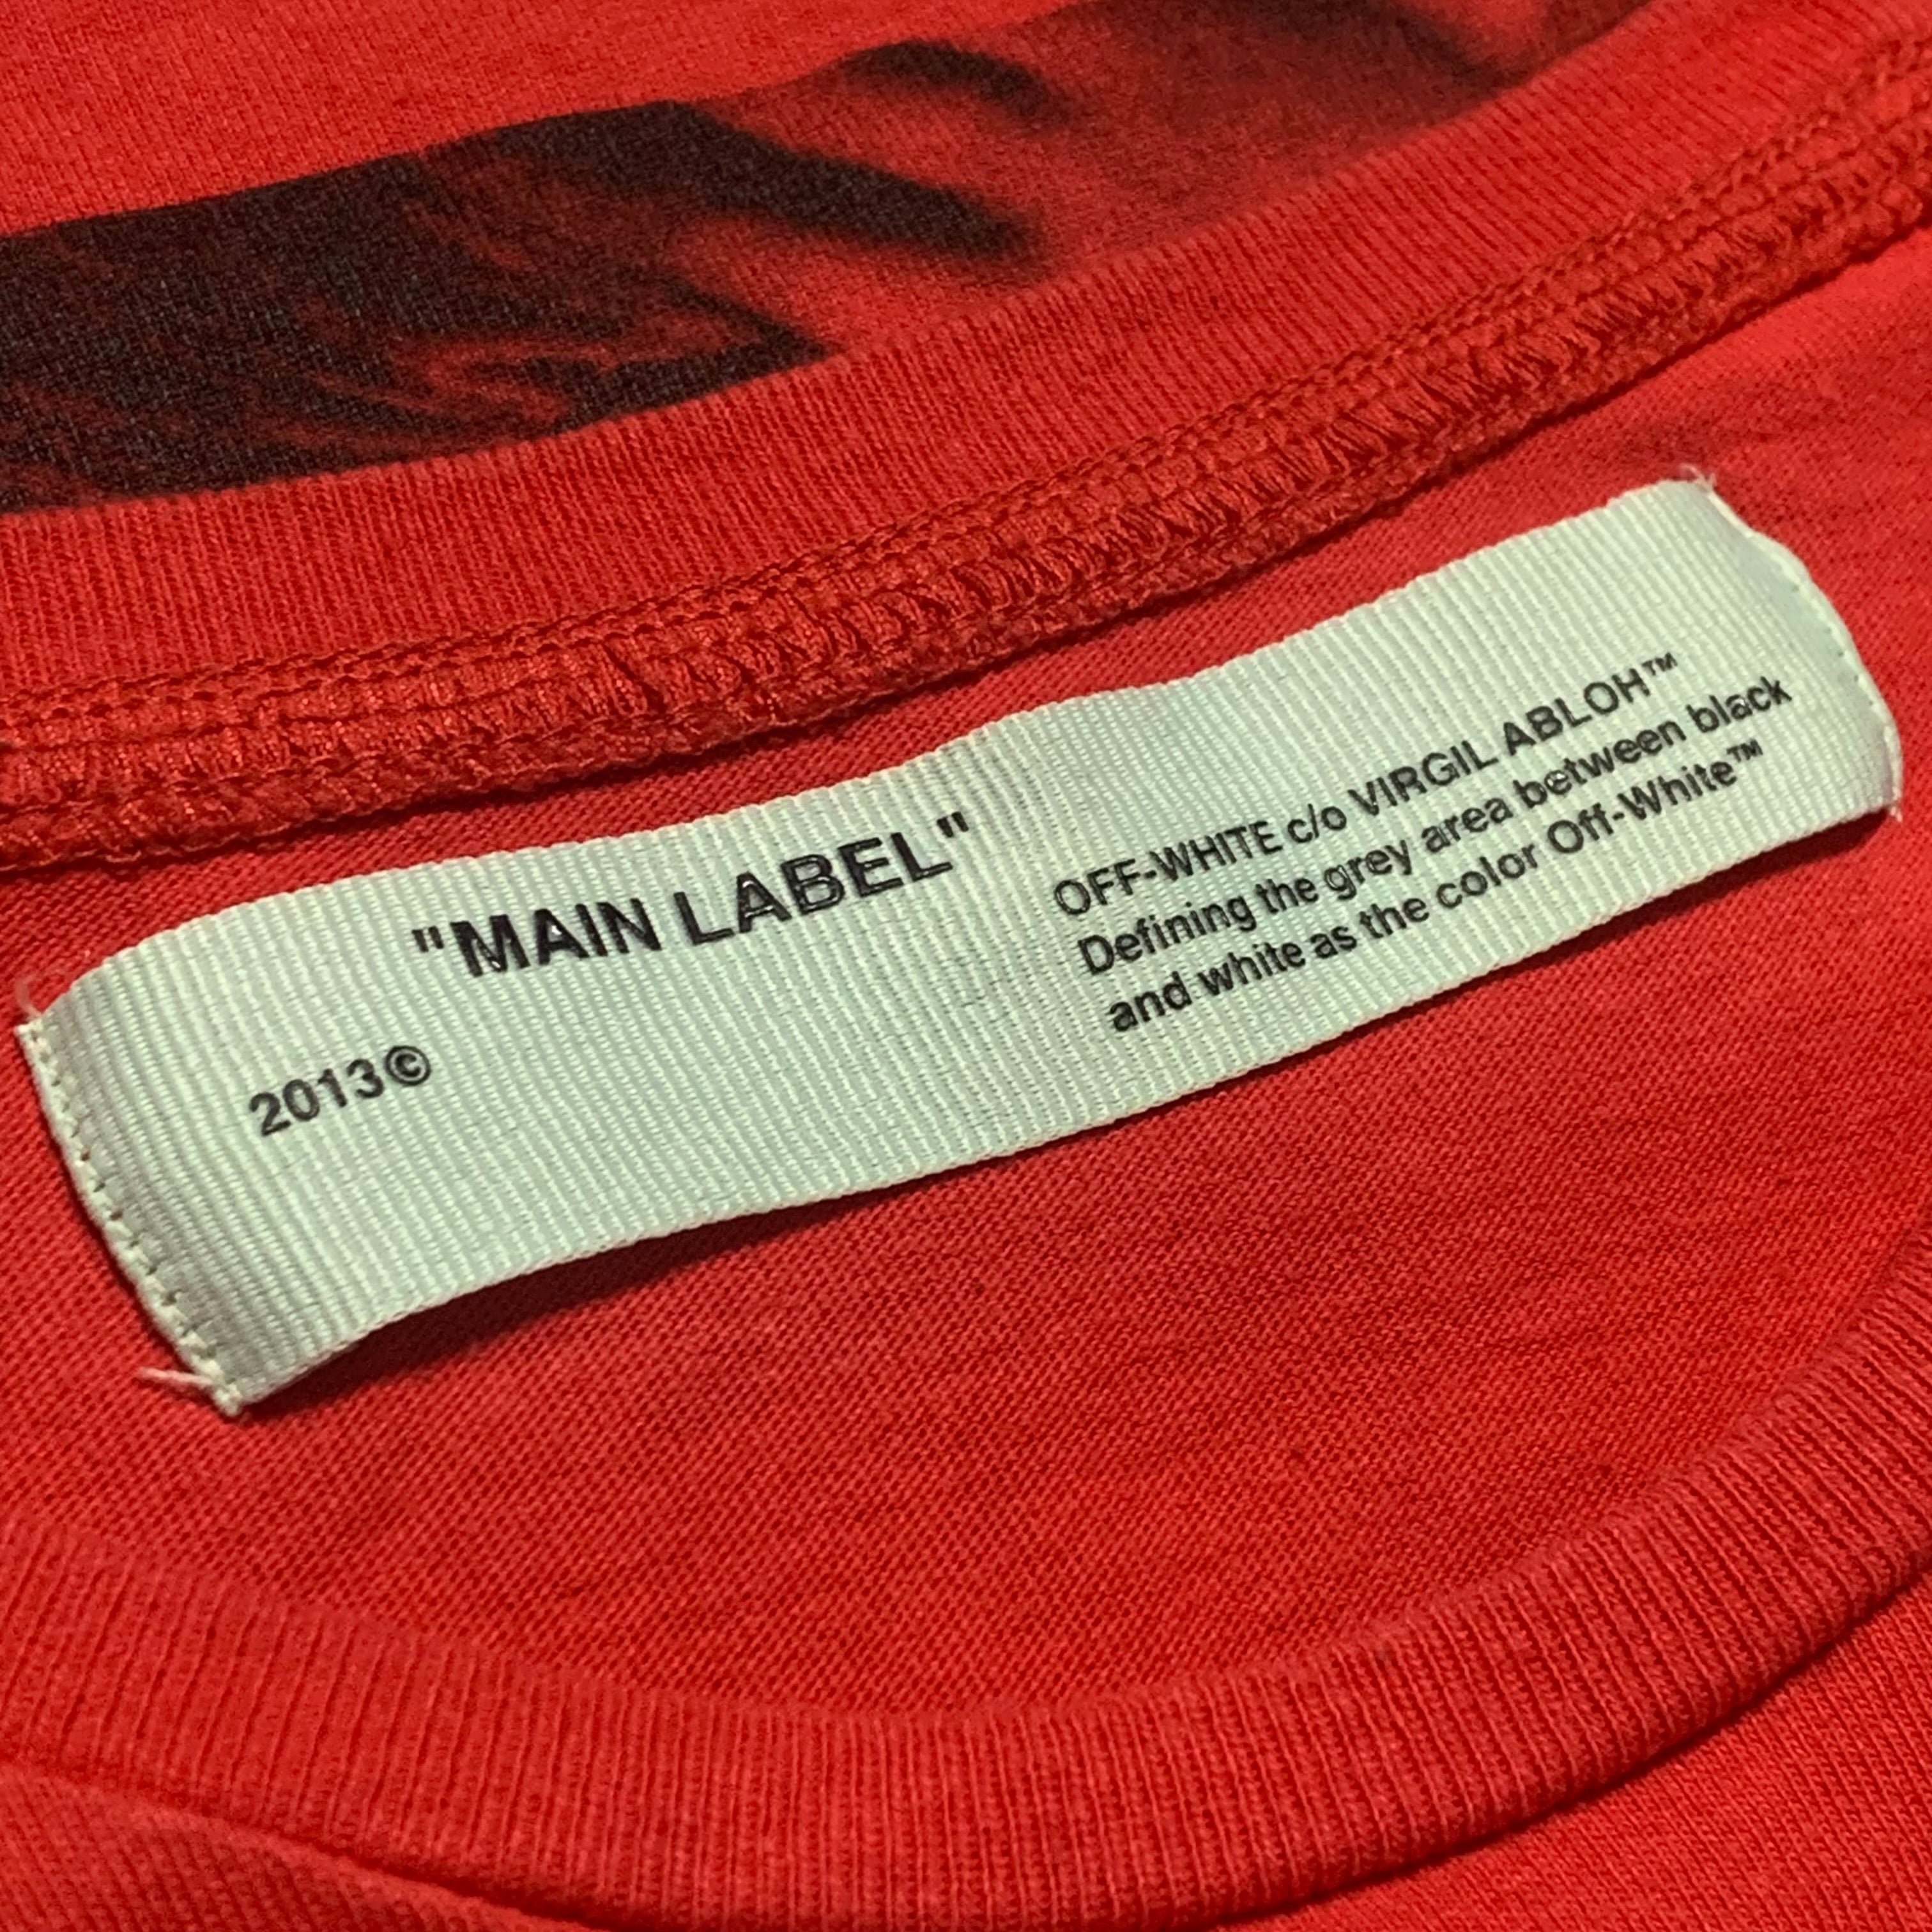 "MAIN LABEL"
2013©
OFF-WHITE c/o VIRGIL ABLOH™
Defining the grey area between black
and white as the color Off-White™